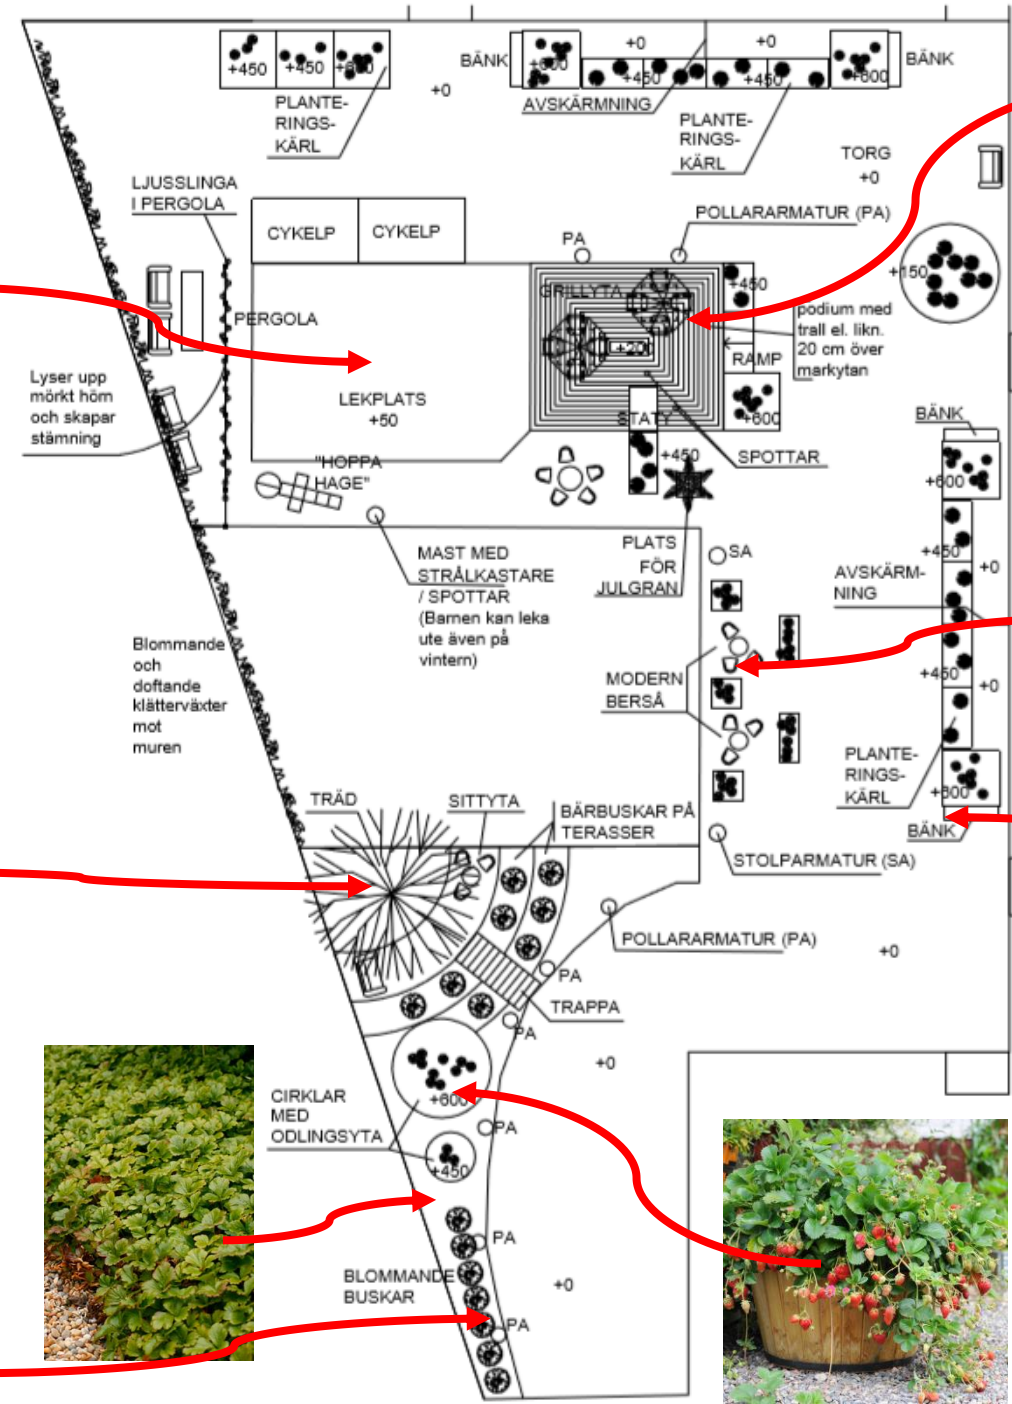 +450
+450
+600
PLANTE-
RINGS-
KÄRL
+0
BÄNK
+600
+0
+450
AVSKÄRMNING
+0
+450
PLANTE-
RINGS-
KÄRL
+600
BÄNK
TORG
+0
+150
LJUSSLINGA
I PERGOLA
CYKELP
CYKELP
PA
POLLARARMATUR (PA)
GRILLYTA
+450
podium med
trall el. likn.
20 cm över
markytan
PERGOLA
+20
RAMP
Lyser upp
mörkt hörn
och skapar
stämning
LEKPLATS
+50
STATY
+600
+450
SPOTTAR
BÄNK
+600
"HOPPA
HAGE"
MAST MED
STRÅLKASTARE
/ SPOTTAR
(Barnen kan leka
ute även på
vintern)
PLATS
FÖR
JULGRAN
SA
+450
+0
AVSKÄRM-
NING
Blommande
och
doftande
klätterväxter
mot
muren
MODERN
BERSÅ
+450
+0
PLANTE-
RINGS-
KÄRL
+600
BÄNK
TRÄD
SITTYTA
BÄRBUSKAR PÅ
TERASSER
STOLPARMATUR (SA)
POLLARARMATUR (PA)
+0
PA
TRAPPA
PA
+0
CIRKLAR
MED
ODLINGSYTA
+600
PA
+450
PA
BLOMMANDE
BUSKAR
+0
PA